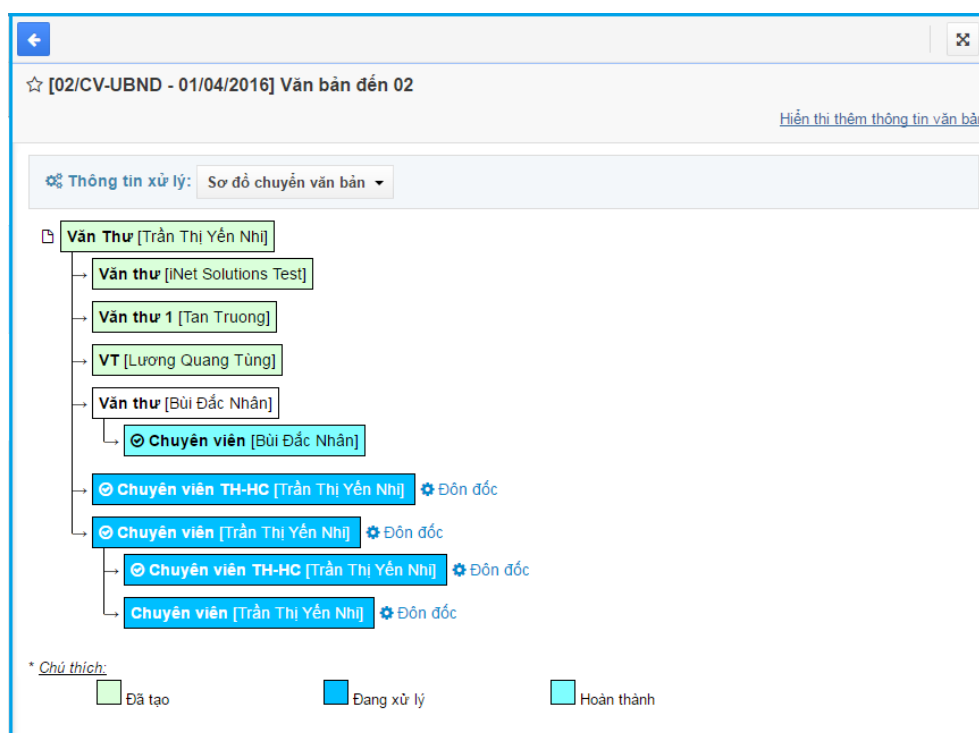 [02/CV-UBND - 01/04/2016] Văn bản đến 02
Hiển thi thêm thông tin văn bản
Thông tin xử lý: Sơ đồ chuyển văn bản
Văn Thư [Trần Thị Yến Nhi]
Văn thư [iNet Solutions Test]
Văn thư 1 [Tan Truong]
VT [Lương Quang Tùng]
Văn thư [Bùi Đắc Nhân]
Chuyên viên [Bùi Đắc Nhân]
Chuyên viên TH-HC [Trần Thị Yến Nhi] Đôn đốc
Chuyên viên [Trần Thị Yến Nhi] Đôn đốc
Chuyên viên TH-HC [Trần Thị Yến Nhi] Đôn đốc
Chuyên viên [Trần Thị Yến Nhi] Đôn đốc
* Chú thích:
Đã tạo Đang xử lý Hoàn thành